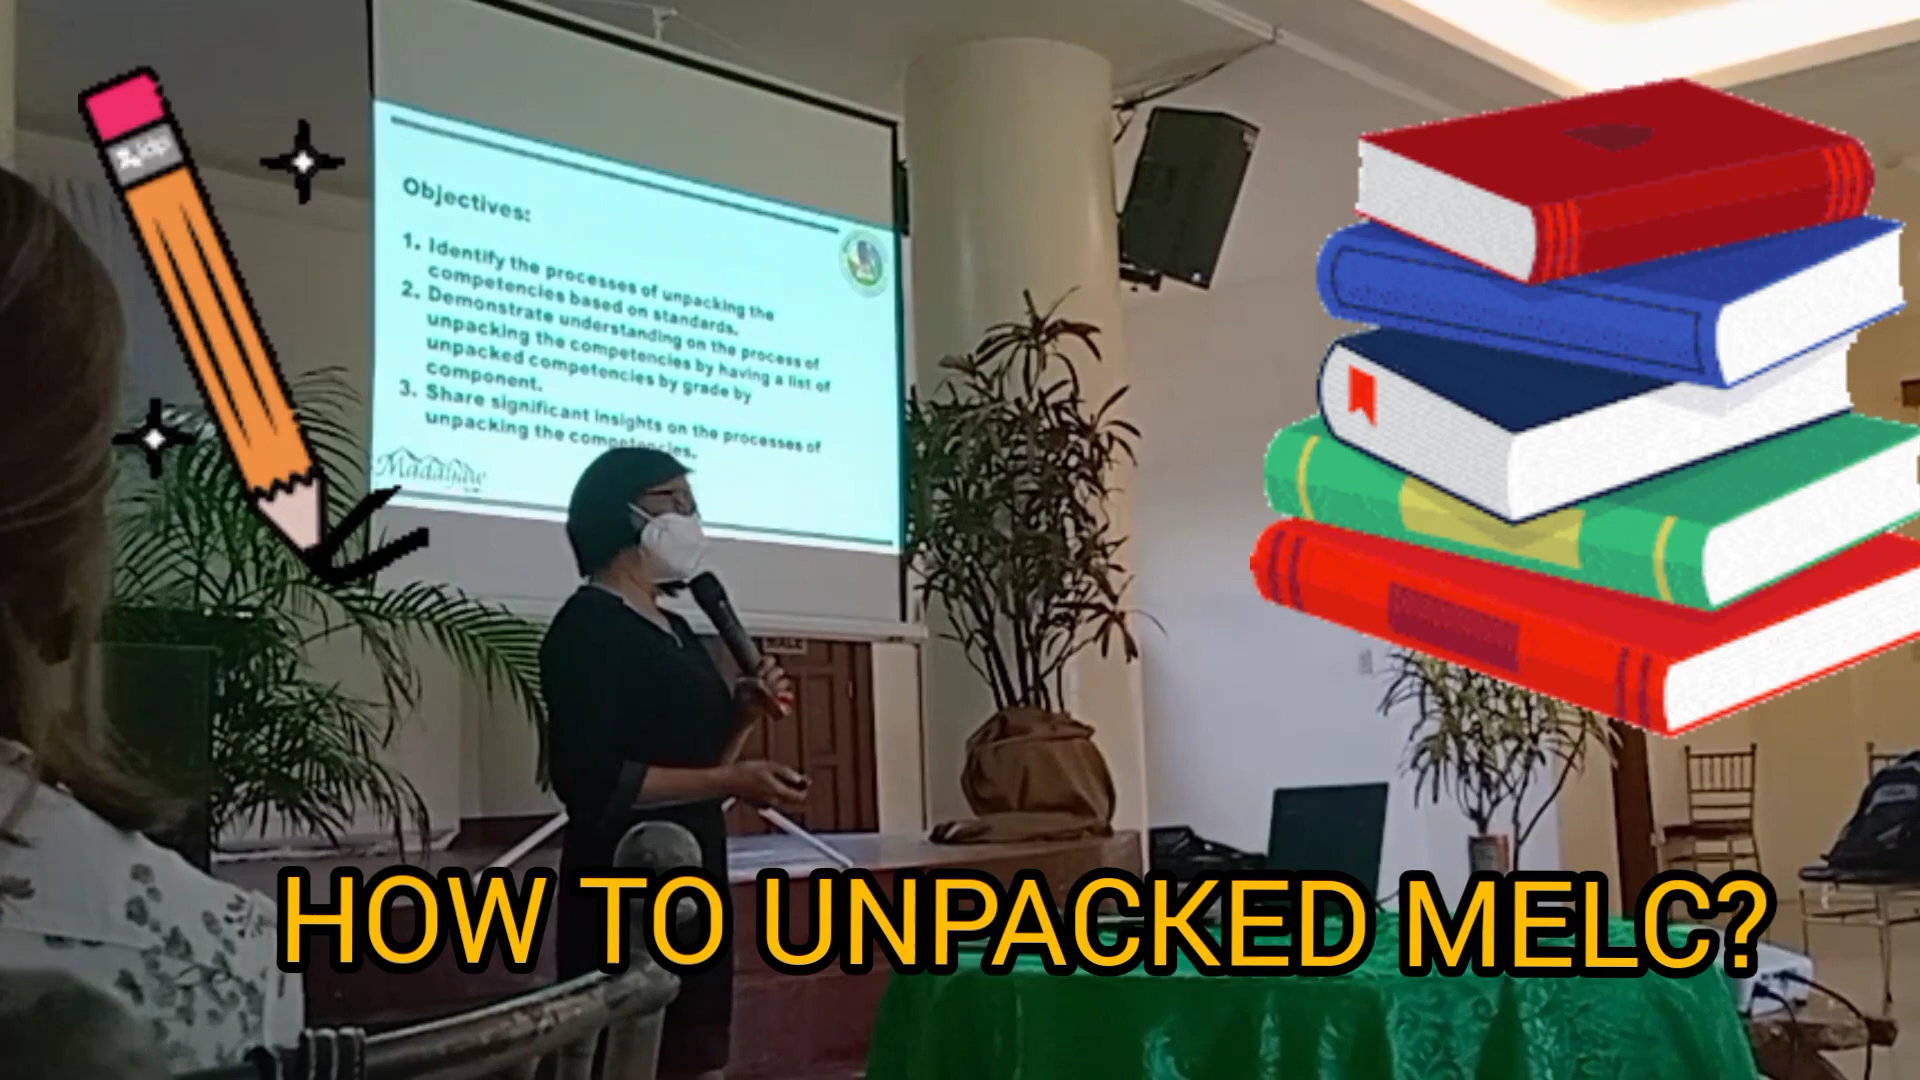 Objectives:
1. Identify the processes of unpacking the
competencies based on standards.
2. Demonstrate understanding on the process of
unpacking the competencies by having a list of
unpacked competencies by grade by
component.
3. Share significant insights on the processes of
unpacking the competencies.
Madayaw
HOW TO UNPACKED MELC?